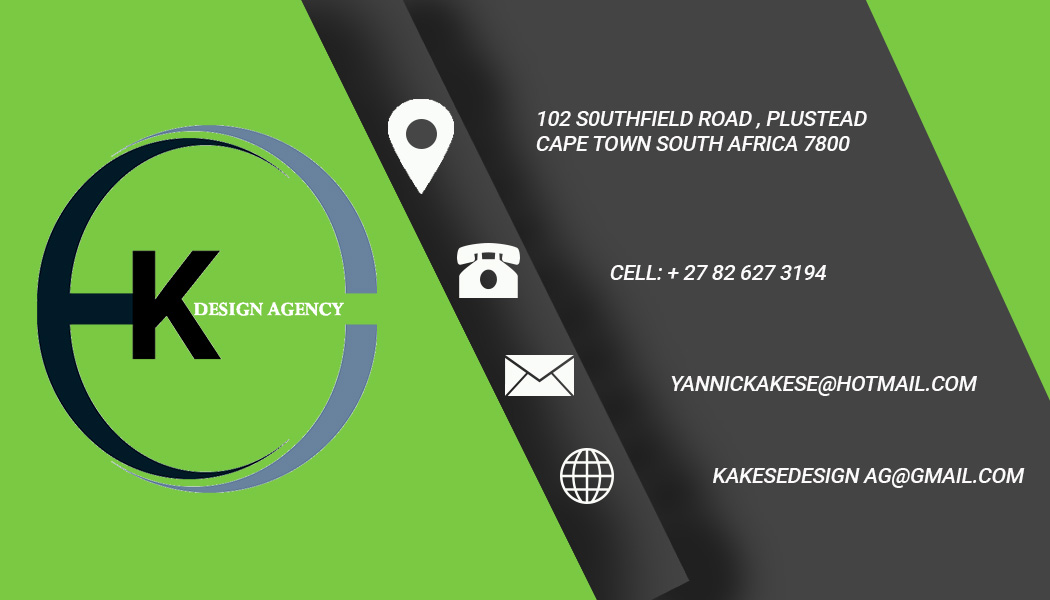 K
DESIGN AGENCY
102 S0UTHFIELD ROAD , PLUSTEAD
CAPE TOWN SOUTH AFRICA 7800
CELL: + 27 82 627 3194
YANNICKAKESE@HOTMAIL.COM
KAKESEDESIGN AG@GMAIL.COM